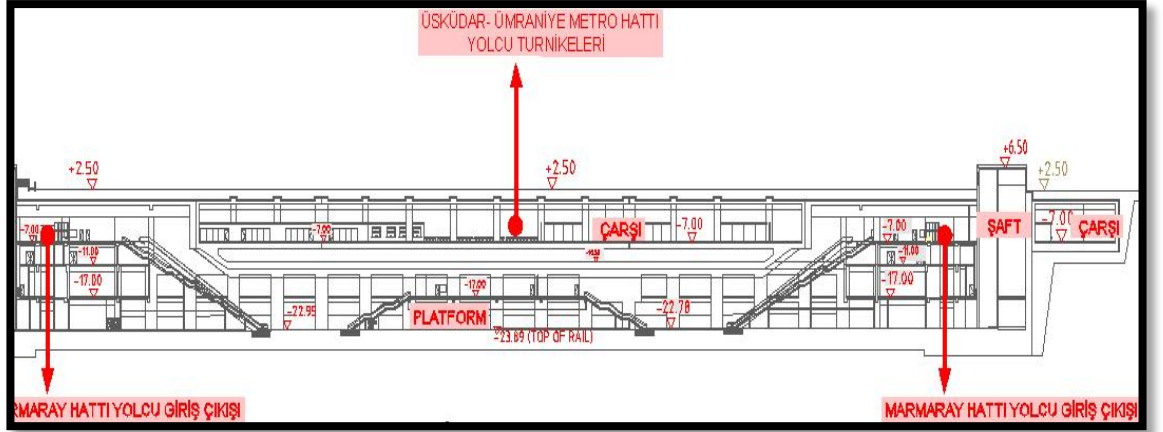 ÜSKÜDAR- ÜMRANİYE METRO HATTI
YOLCU TURNİKELERİ
+2.50
+2.50
+6.50
+2.50
-7.00
-7.00
ÇARŞI
-7.00
-7.00
ŞAFT
-7.00
ÇARŞI
-11.00
-11.00
-17.00
-17.00
-17.00
-22.95
PLATFORM
-22.78
-23.89 (TOP OF RAIL)
RMARAY HATTI YOLCU GİRİŞ ÇIKIŞI
MARMARAY HATTI YOLCU GİRİŞ ÇIKIŞI